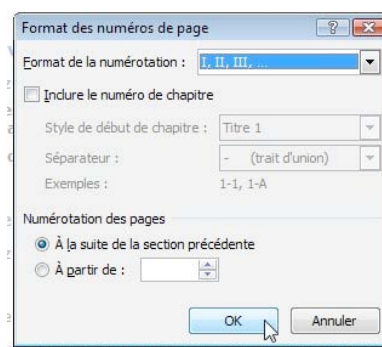 Format des numéros de page
Format de la numérotation : I, II, III, ...
Inclure le numéro de chapitre
Style de début de chapitre : Titre 1
Séparateur : - (trait d'union)
Exemples : 1-1, 1-A
Numérotation des pages
À la suite de la section précédente
À partir de :
OK Annuler